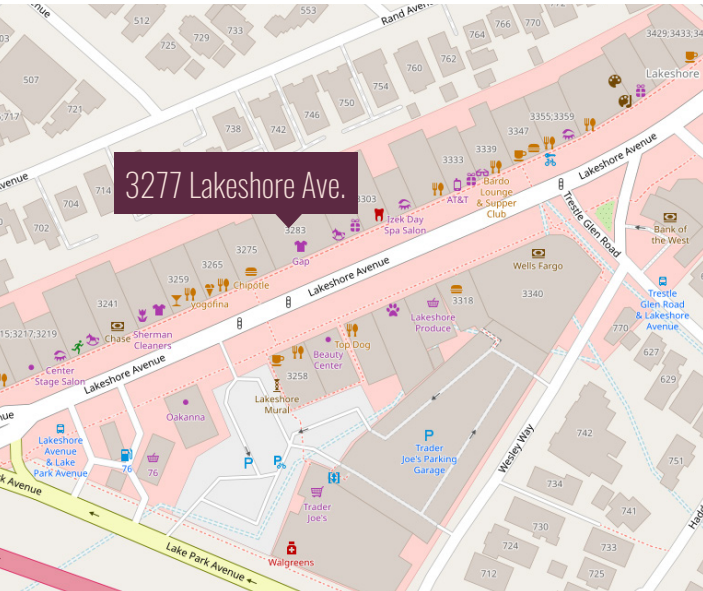 553
512
3733
Rand Avenue
725
729
733
764
766
770
3429;3433;34
507
762
760
Lakeshore
754
721
750
746
742
738
3355;3359
3347
3339
3333
Lakeshore Avenue
3277 Lakeshore Ave.
704
714
702
AT&T
Bardo
Lounge
& Supper
Club
Izek Day
Spa Salon
Trestle Glen Road
Bank of
the West
3283
Gap
3275
3265
3259
Chipotle
yogofina
Lakeshore Avenue
Wells Fargo
3340
3318
3241
Trestle
Glen Road
& Lakeshore
Avenue
Lakeshore
Produce
Chase
Sherman
Cleaners
15;3217;3219
770
627
629
Top Dog
Beauty
Center
3258
Center
Stage Salon
Lakeshore Avenue
Lakeshore
Mural
Oakanna
Lakeshore
Avenue
& Lake
Park Avenue
76
76
P
P
P
Trader
Joe's Parking
Garage
Wesley Way
742
751
734
741
Trader
Joe's
730
724
733
712
725
Lake Park Avenue
Walgreens